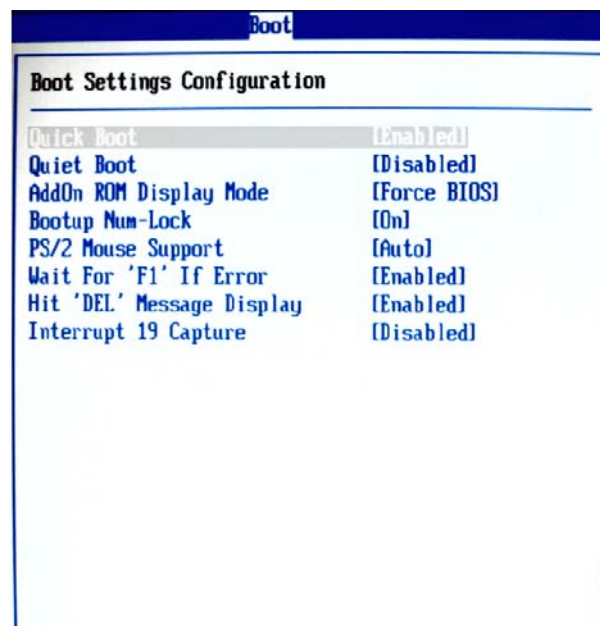 Boot
Boot Settings Configuration
Quick Boot [Enabled]
Quiet Boot [Disabled]
AddOn ROM Display Mode [Force BIOS]
Bootup Num-Lock [On]
PS/2 Mouse Support [Auto]
Wait For 'F1' If Error [Enabled]
Hit 'DEL' Message Display [Enabled]
Interrupt 19 Capture [Disabled]